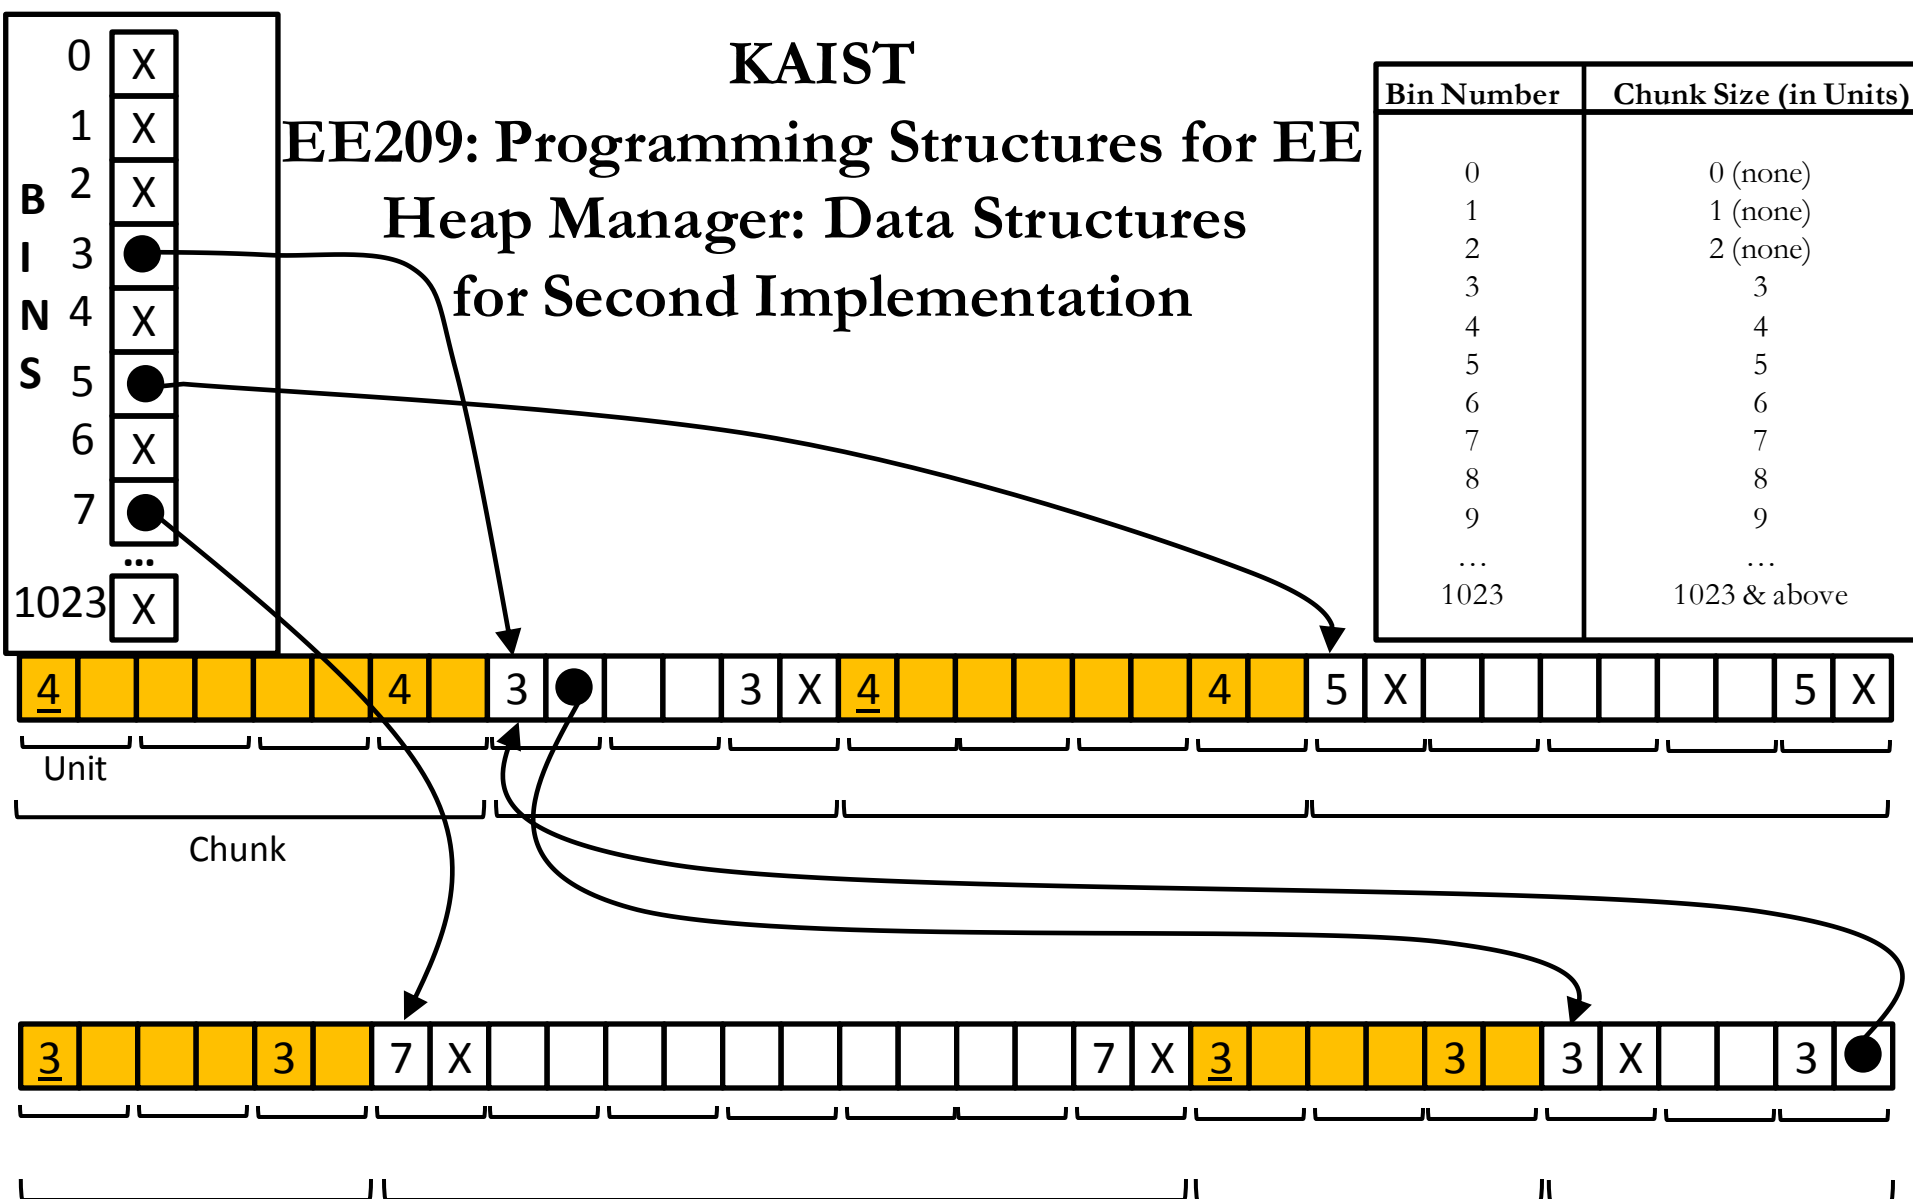 KAIST
EE209: Programming Structures for EE
Heap Manager: Data Structures
for Second Implementation
BINS
0 X
1 X
2 X
3
4 X
5
6 X
7
...
1023 X
Bin Number Chunk Size (in Units)
0 0 (none)
1 1 (none)
2 2 (none)
3 3
4 4
5 5
6 6
7 7
8 8
9 9
… …
1023 1023 & above
4 4 3 3 X 4 4 5 X 5 X
Unit
Chunk
3 3 7 X 7 X 3 3 3 X 3